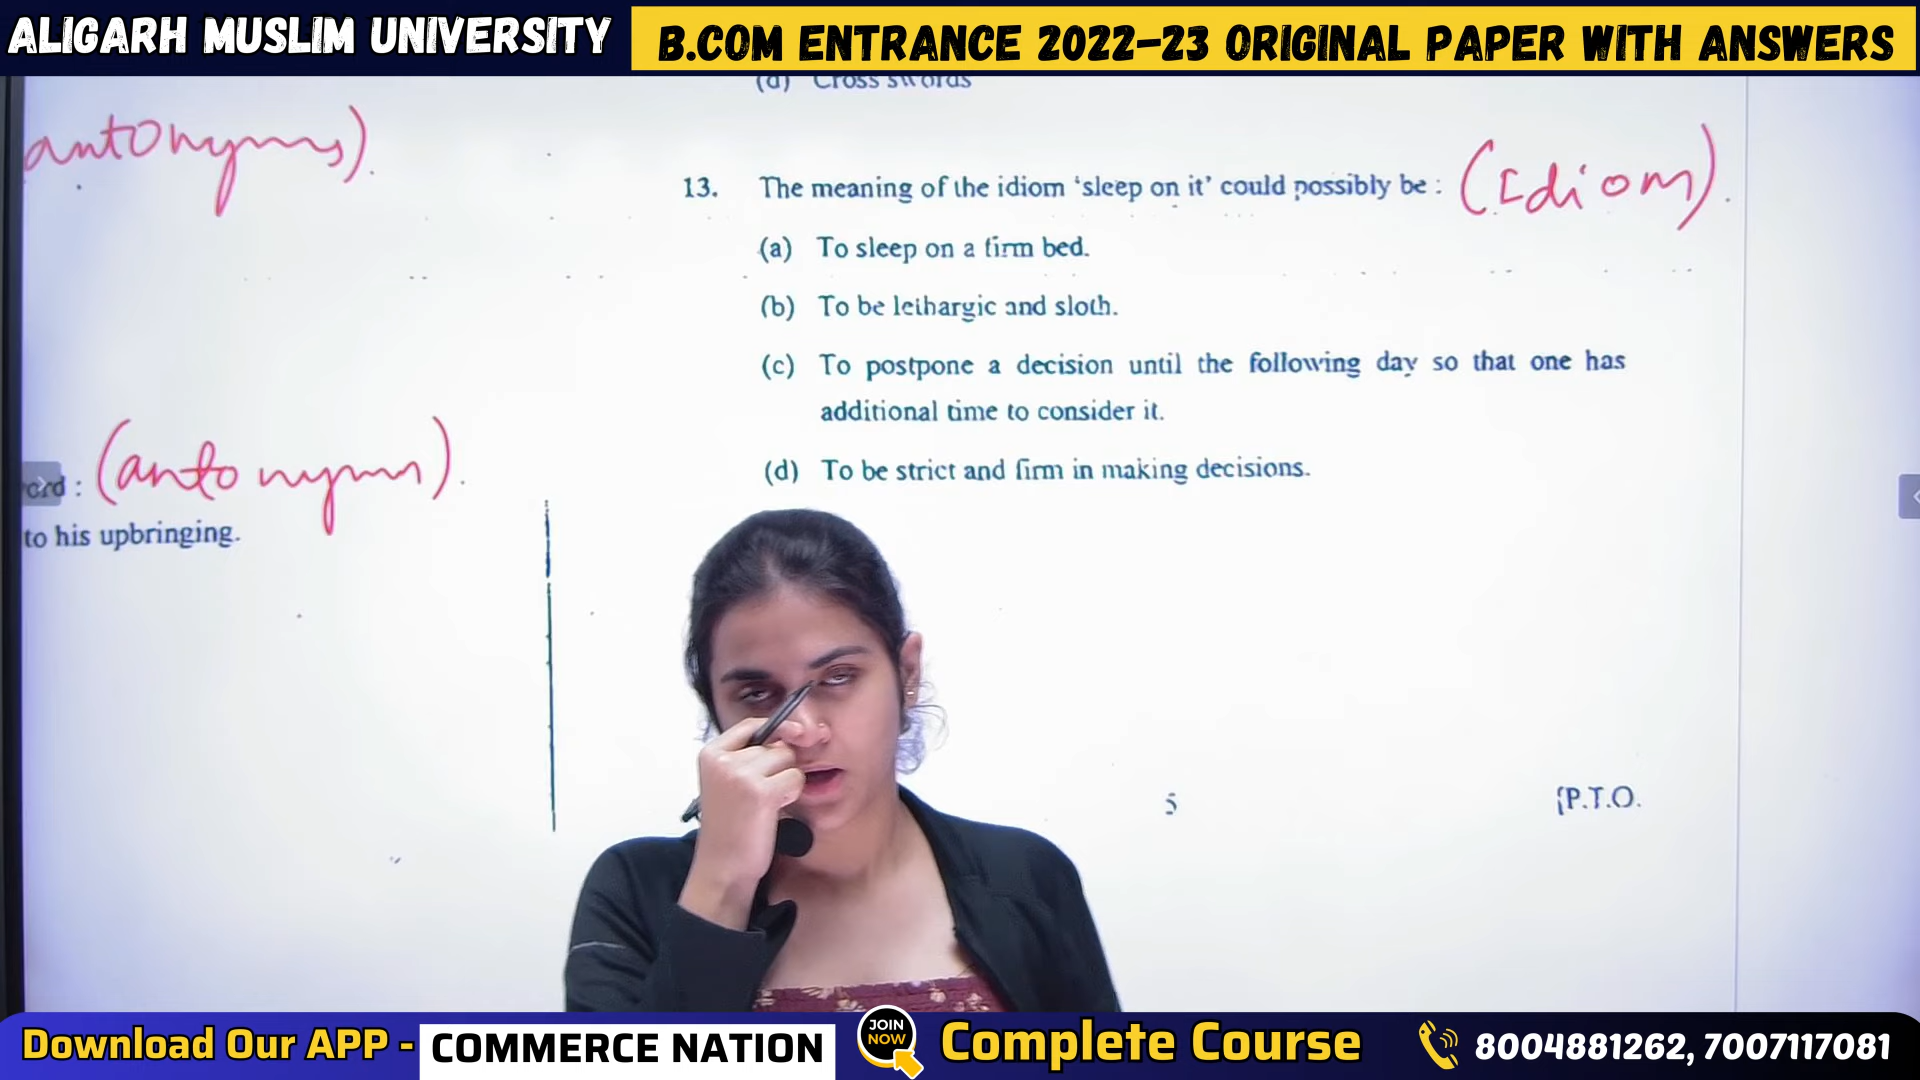 ALIGARH MUSLIM UNIVERSITY
B.COM ENTRANCE 2022-23 ORIGINAL PAPER WITH ANSWERS
(d) Cross swords
antonyms).
13. The meaning of the idiom ‘sleep on it’ could possibly be : (Idiom).
(a) To sleep on a firm bed.
(b) To be lethargic and sloth.
(c) To postpone a decision until the following day so that one has
additional time to consider it.
(d) To be strict and firm in making decisions.
ord : (antonym).
to his upbringing.
5
[P.T.O.
Download Our APP - COMMERCE NATION
JOIN NOW
Complete Course
8004881262, 7007117081